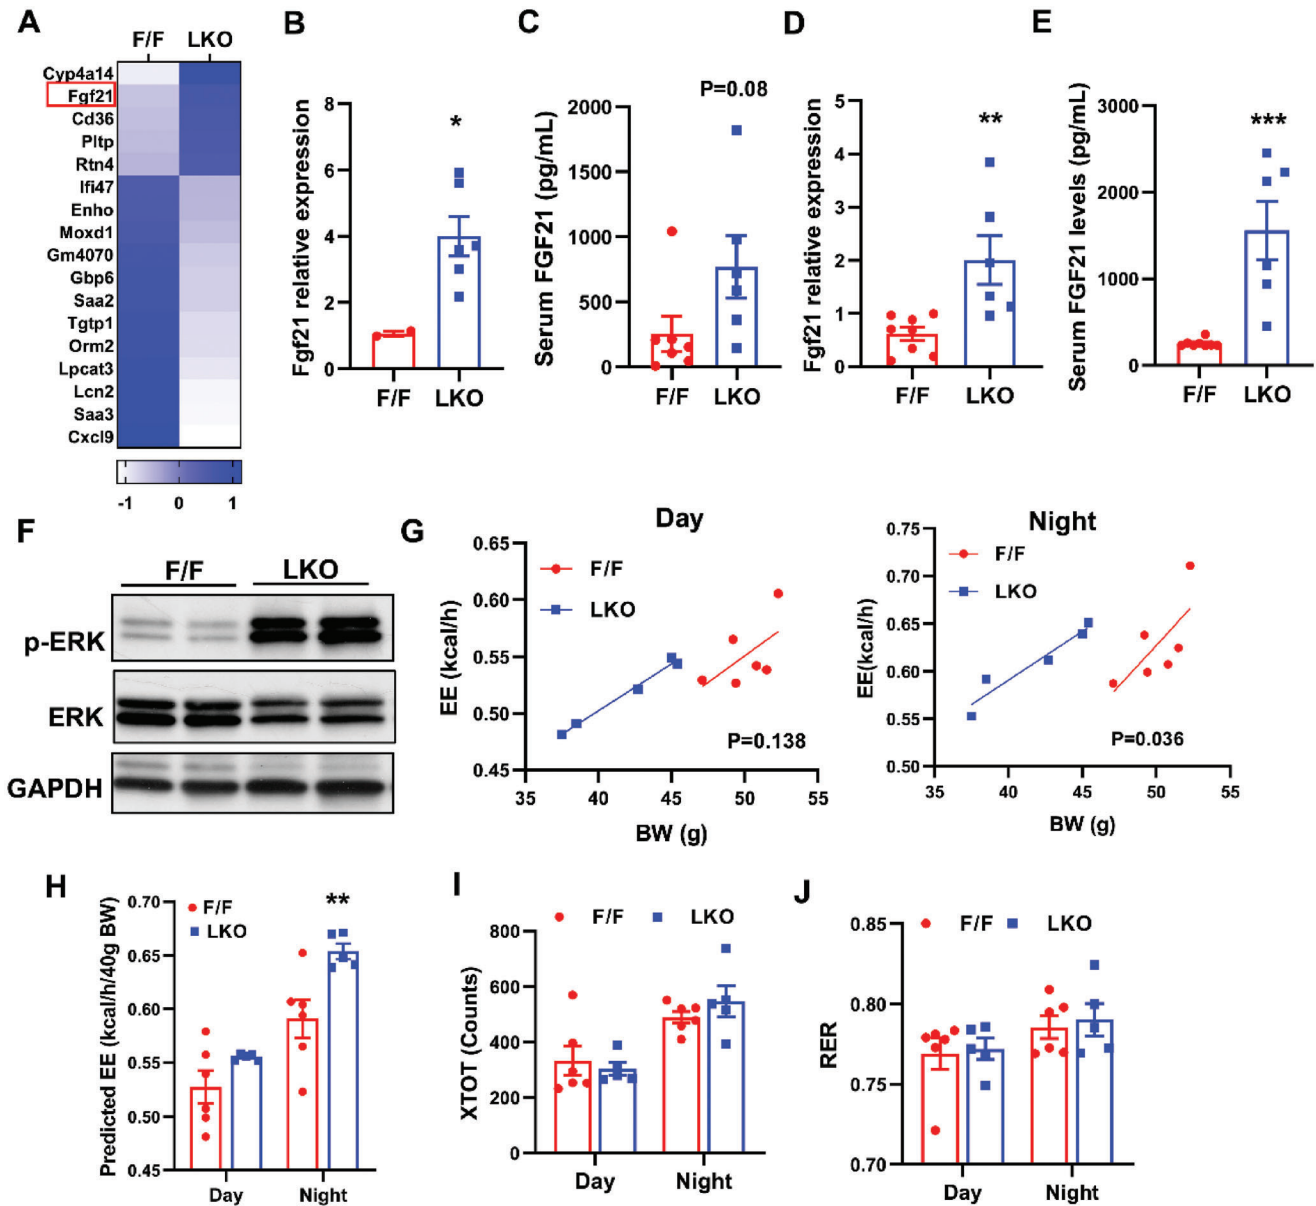 A
F/F LKO
Cyp4a14
Fgf21
Cd36
Pltp
Rtn4
Ifi47
Enho
Moxd1
Gm4070
Gbp6
Saa2
Tgtp1
Orm2
Lpcat3
Lcn2
Saa3
Cxcl9
-1 0 1
B
Fgf21 relative expression
8
6
4
2
0
*
F/F LKO
C
Serum FGF21 (pg/mL)
P=0.08
2000
1500
1000
500
0
F/F LKO
D
Fgf21 relative expression
5
4
3
2
1
0
**
F/F LKO
E
Serum FGF21 levels (pg/mL)
3000
2000
1000
0
***
F/F LKO
F
F/F LKO
p-ERK
ERK
GAPDH
G
Day
EE (kcal/h)
0.65
0.60
0.55
0.50
0.45
F/F
LKO
P=0.138
35 40 45 50 55
BW (g)
Night
EE(kcal/h)
0.75
0.70
0.65
0.60
0.55
0.50
F/F
LKO
P=0.036
35 40 45 50 55
BW (g)
H
Predicted EE (kcal/h/40g BW)
0.70
0.65
0.60
0.55
0.50
0.45
F/F
LKO
**
Day Night
I
F/F LKO
XTOT (Counts)
800
600
400
200
0
Day Night
J
F/F LKO
RER
0.85
0.80
0.75
0.70
Day Night